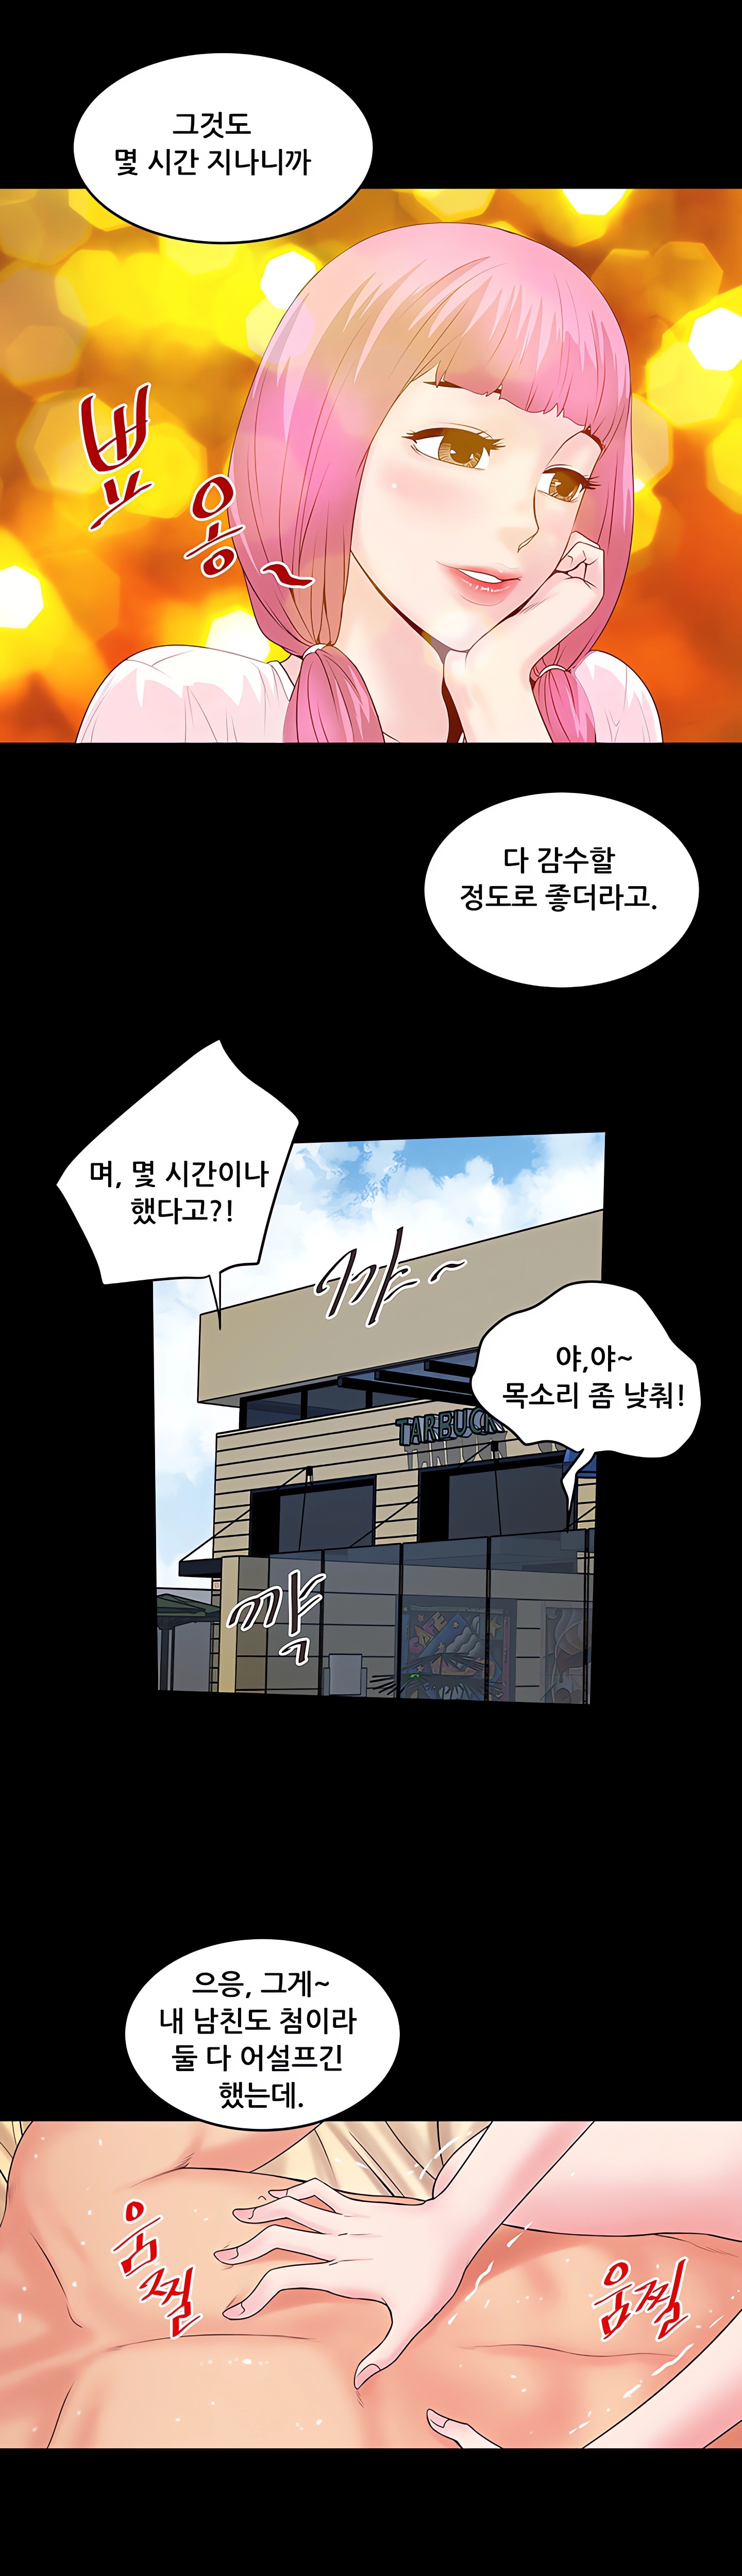 그것도
몇 시간 지나니까
뾰
옹~
다 감수할
정도로 좋더라고.
며, 몇 시간이나
했다고?!
꺄~
야,야~
목소리 좀 낮춰!
TARBUCK
꺅
CAFE
으응, 그게~
내 남친도 첨이라
둘 다 어설프긴
했는데.
움찔
움찔